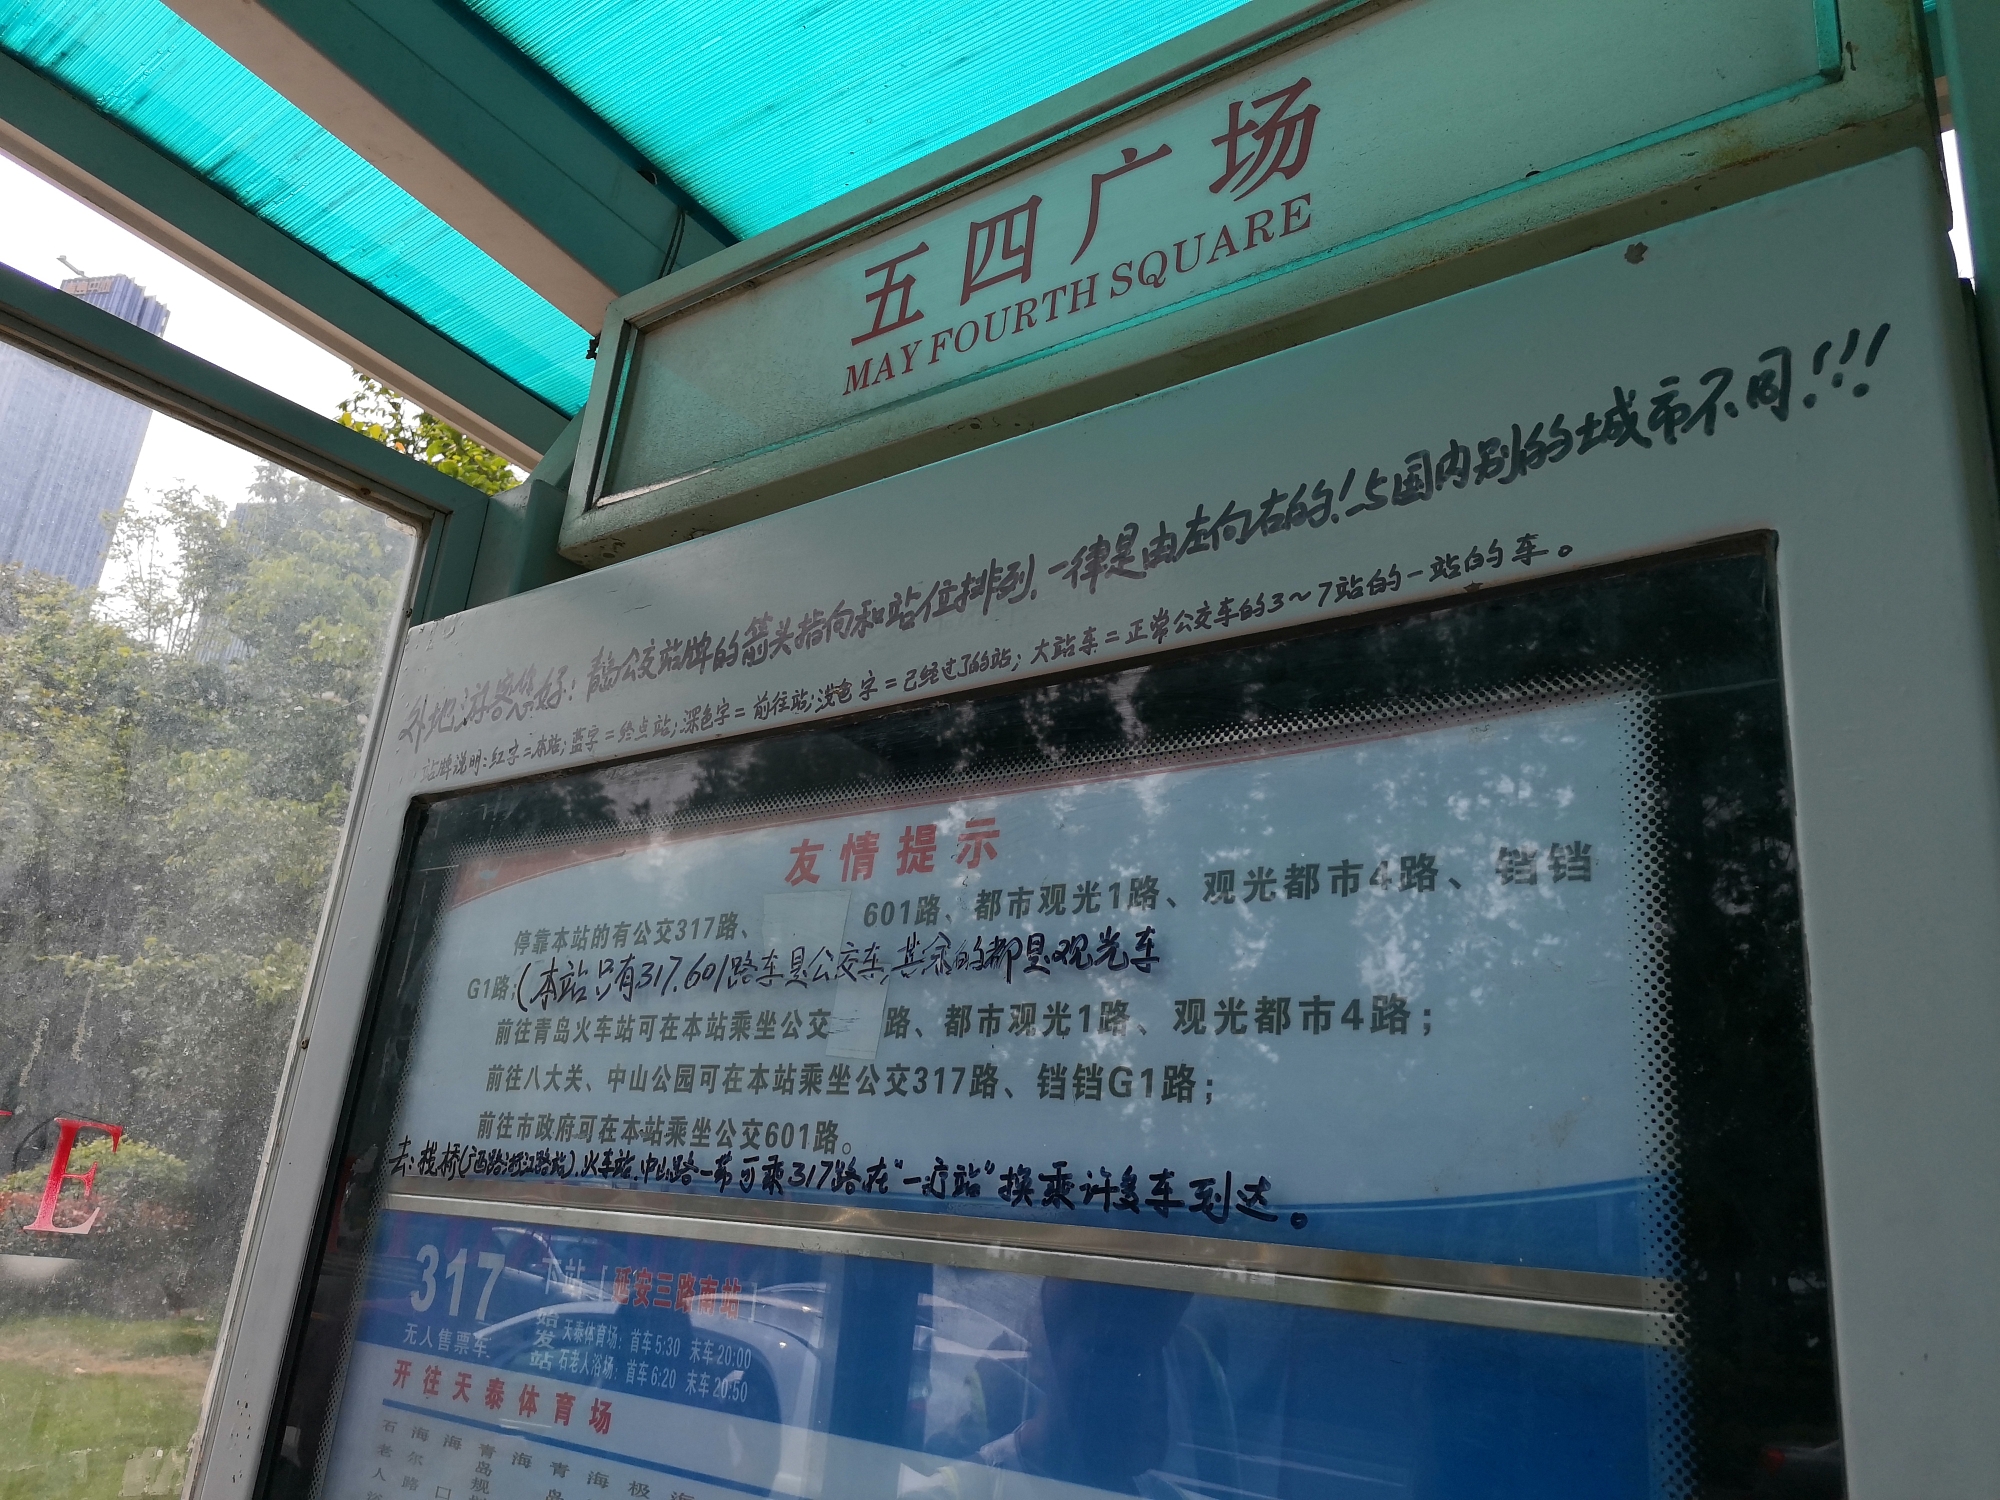 五四广场
MAY FOURTH SQUARE
外地游客您好！青岛公交站牌的箭头指向和站位排列，一律是由左向右的！与国内别的城市不同！！！
站牌说明：红字=本站；蓝字=终点站；深色字=前往站；浅色字=已经过了的站；大站车=正常公交车的3～7站的一站的车。
友情提示
停靠本站的有公交317路、 601路、都市观光1路、观光都市4路、铛铛
G1路；（本站只有317.601路车是公交车，其余的都是观光车
前往青岛火车站可在本站乘坐公交 路、都市观光1路、观光都市4路；
前往八大关、中山公园可在本站乘坐公交317路、铛铛G1路；
前往市政府可在本站乘坐公交601路。
去：栈桥（广西路浙江路站）.火车站.中山路一带可乘317路在“一疗站”换乘许多车到达。
317
下站［延安三路南站］
无人售票车
始发站
天泰体育场：首车5:30 末车20:00
石老人浴场：首车6:20 末车20:50
开往天泰体育场
E